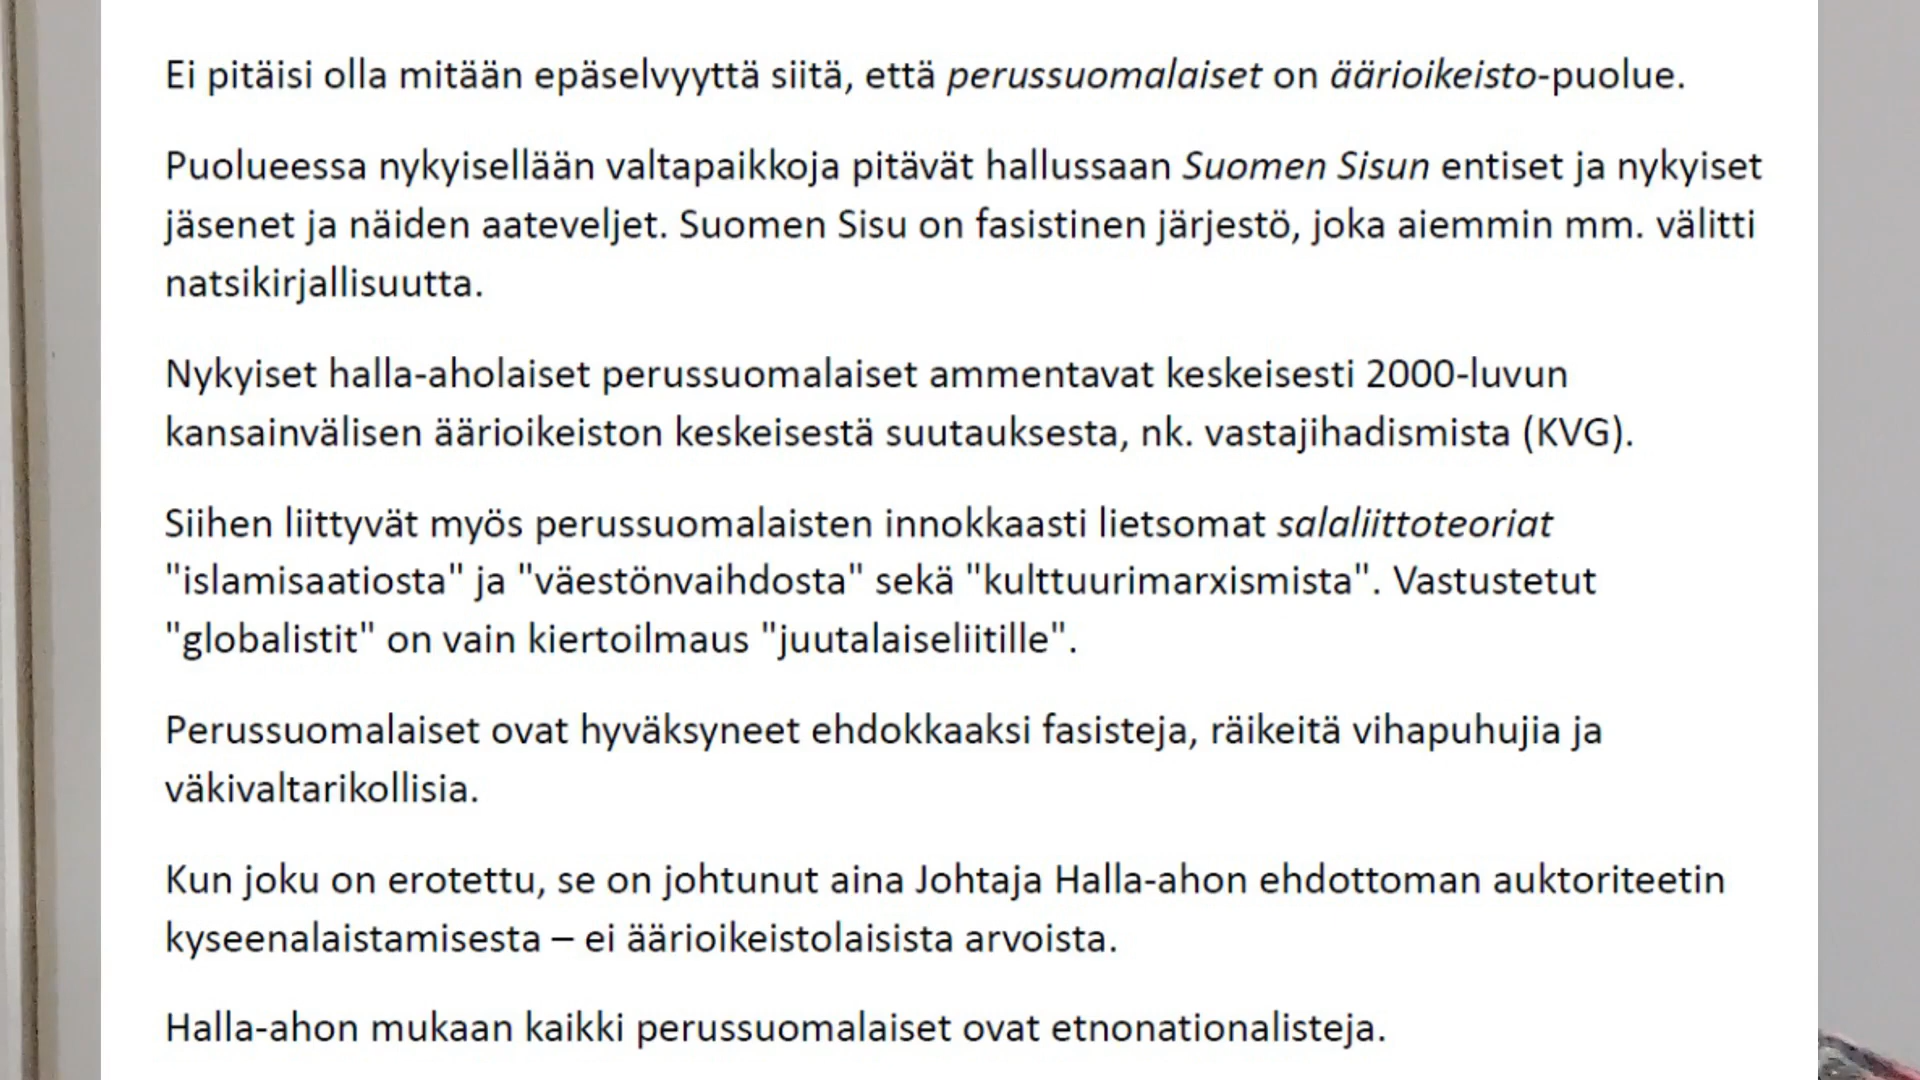 Ei pitäisi olla mitään epäselvyyttä siitä, että perussuomalaiset on äärioikeisto-puolue.
Puolueessa nykyisellään valtapaikkoja pitävät hallussaan Suomen Sisun entiset ja nykyiset
jäsenet ja näiden aateveljet. Suomen Sisu on fasistinen järjestö, joka aiemmin mm. välitti
natsikirjallisuutta.
Nykyiset halla-aholaiset perussuomalaiset ammentavat keskeisesti 2000-luvun
kansainvälisen äärioikeiston keskeisestä suutauksesta, nk. vastajihadismista (KVG).
Siihen liittyvät myös perussuomalaisten innokkaasti lietsomat salaliittoteoriat
"islamisaatiosta" ja "väestönvaihdosta" sekä "kulttuurimarxismista". Vastustetut
"globalistit" on vain kiertoilmaus "juutalaiseliitille".
Perussuomalaiset ovat hyväksyneet ehdokkaaksi fasisteja, räikeitä vihapuhujia ja
väkivaltarikollisia.
Kun joku on erotettu, se on johtunut aina Johtaja Halla-ahon ehdottoman auktoriteetin
kyseenalaistamisesta – ei äärioikeistolaisista arvoista.
Halla-ahon mukaan kaikki perussuomalaiset ovat etnonationalisteja.